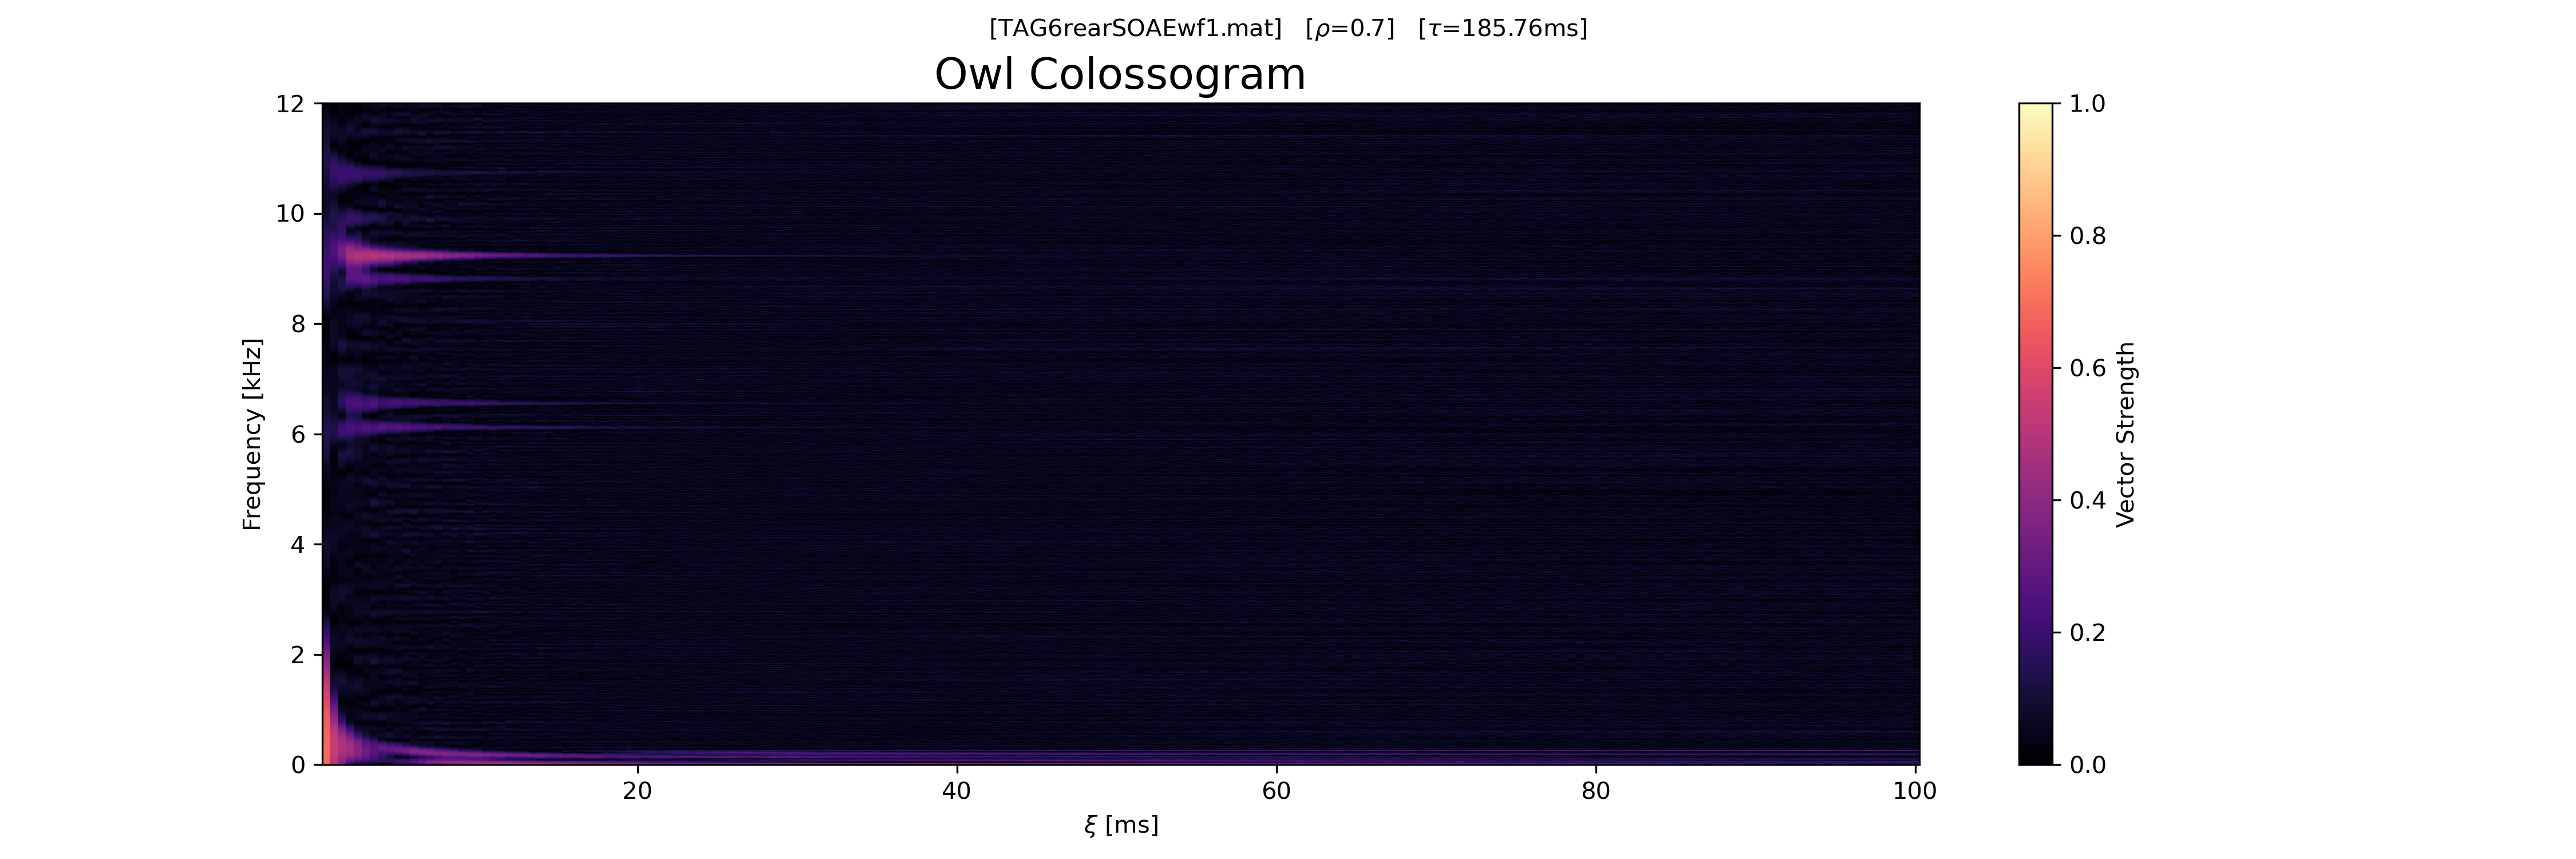 [TAG6rearSOAEwf1.mat] [ρ=0.7] [τ=185.76ms]
Owl Colossogram
12
10
8
6
4
2
0
Frequency [kHz]
20 40 60 80 100
ξ [ms]
1.0
0.8
0.6
0.4
0.2
0.0
Vector Strength